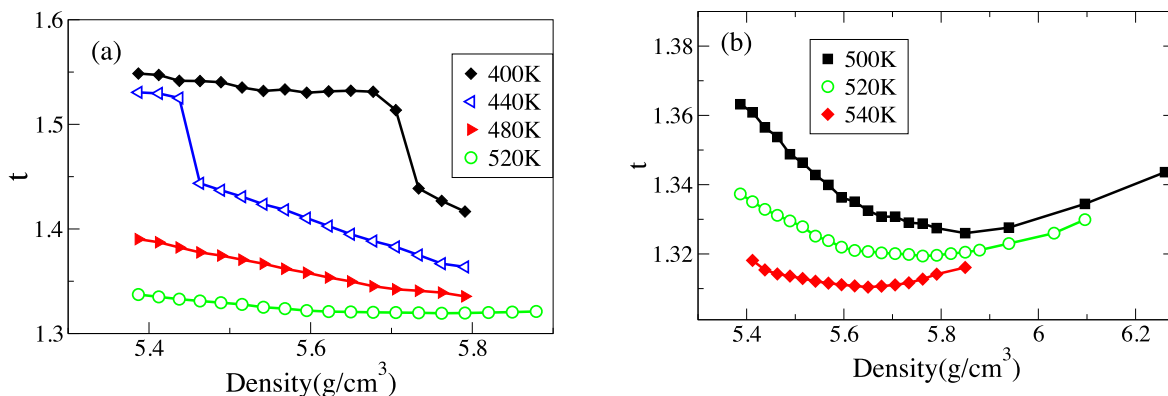 (a)
400K
440K
480K
520K
1.6
1.5
1.4
1.3
t
5.4
5.6
5.8
Density(g/cm³)
(b)
500K
520K
540K
1.38
1.36
1.34
1.32
t
5.4
5.6
5.8
6
6.2
Density(g/cm³)